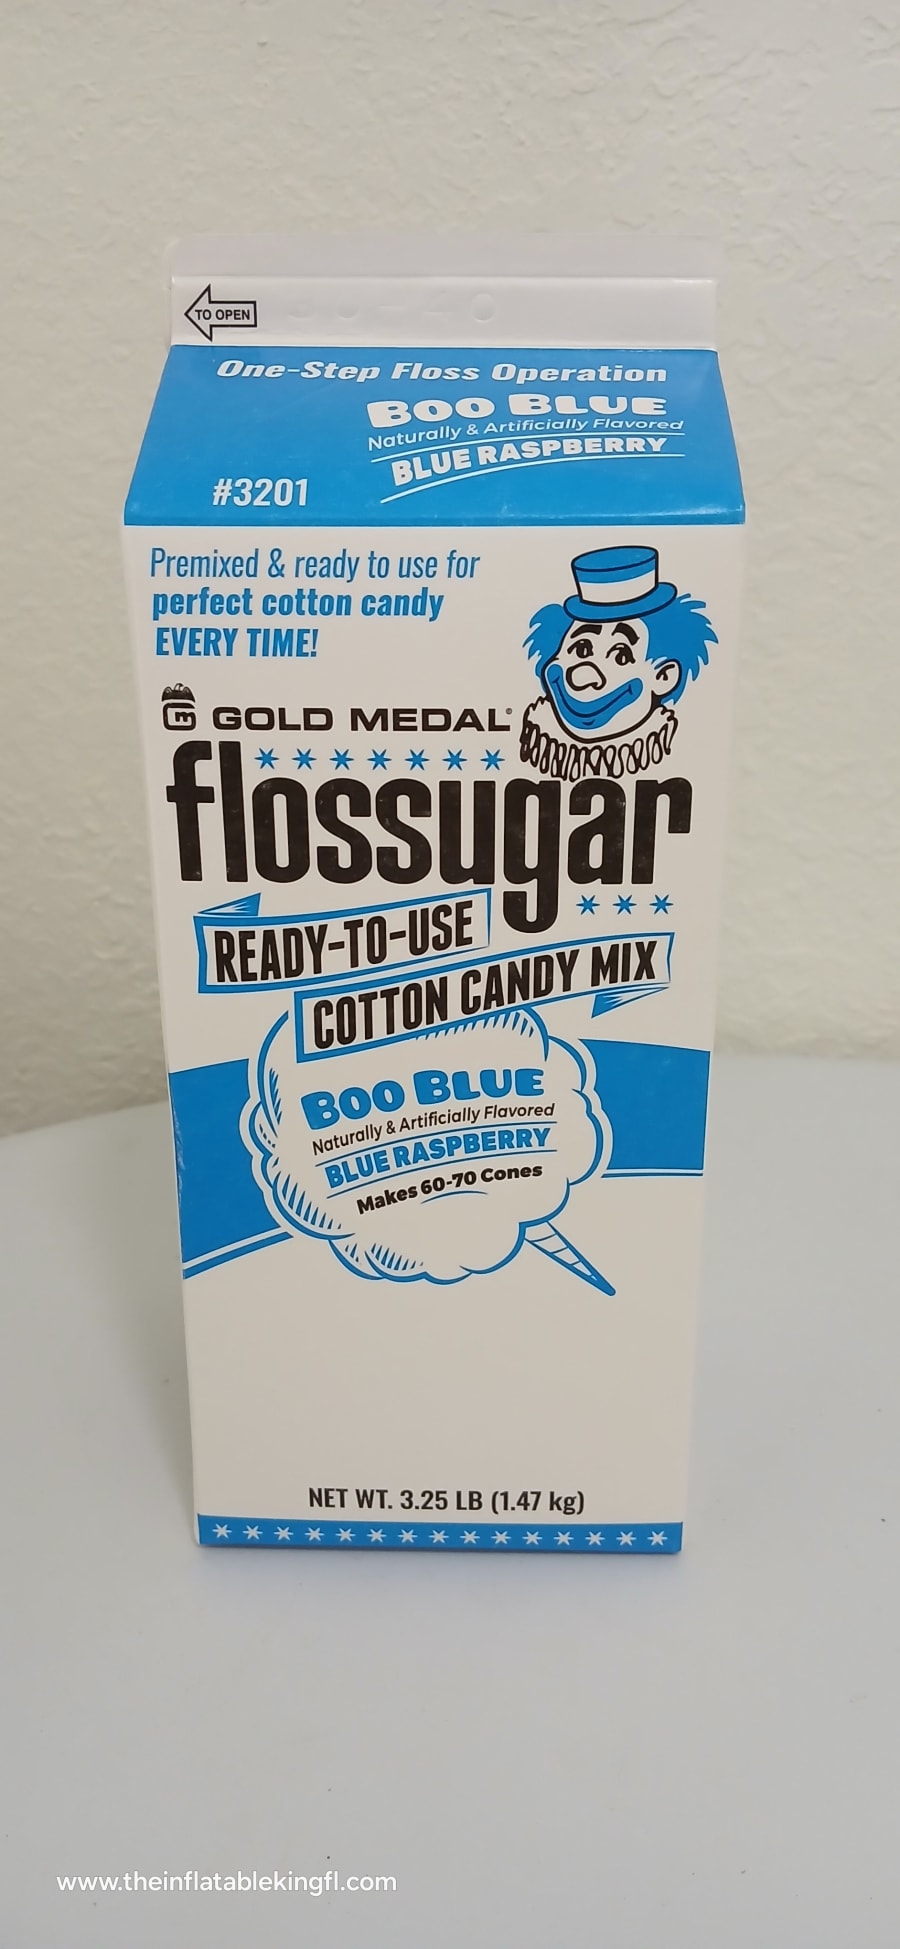 TO OPEN
One-Step Floss Operation
BOO BLUE
Naturally & Artificially Flavored
BLUE RASPBERRY
#3201
Premixed & ready to use for
perfect cotton candy
EVERY TIME!
GOLD MEDAL®
flossugar
READY-TO-USE
COTTON CANDY MIX
BOO BLUE
Naturally & Artificially Flavored
BLUE RASPBERRY
Makes 60-70 Cones
NET WT. 3.25 LB (1.47 kg)
www.theinflatablekingfl.com